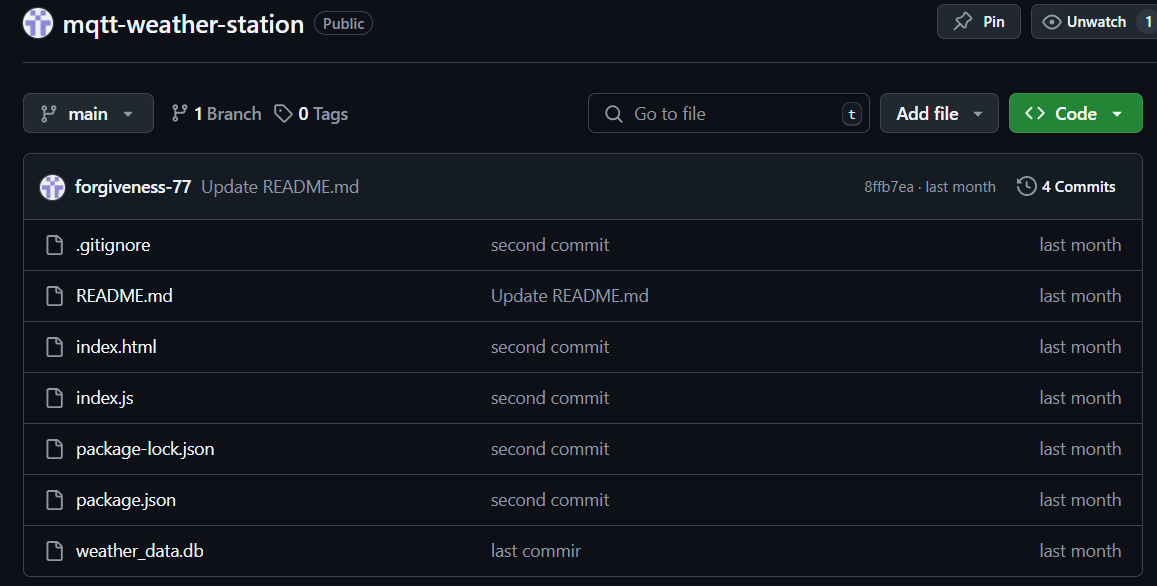 mqtt-weather-station Public Pin Unwatch 1
main 1 Branch 0 Tags Go to file t Add file Code
forgiveness-77 Update README.md 8ffb7ea · last month 4 Commits
.gitignore second commit last month
README.md Update README.md last month
index.html second commit last month
index.js second commit last month
package-lock.json second commit last month
package.json second commit last month
weather_data.db last commir last month